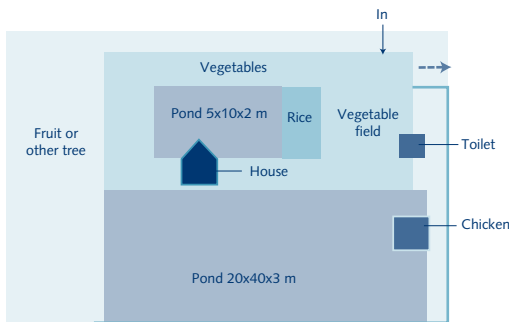 In
Vegetables
Pond 5x10x2 m
Rice
Vegetable
field
Fruit or
other tree
Toilet
House
Chicken
Pond 20x40x3 m